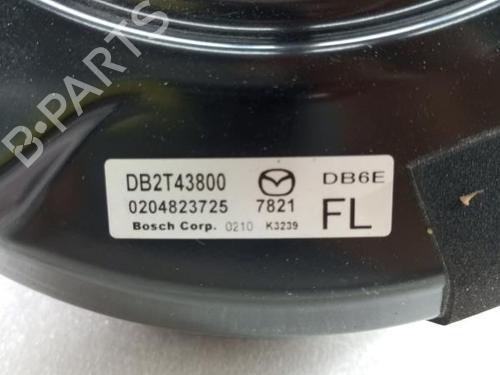 B-PARTS
DB2T43800 DB6E
0204823725 7821 FL
Bosch Corp. 0210 K3239